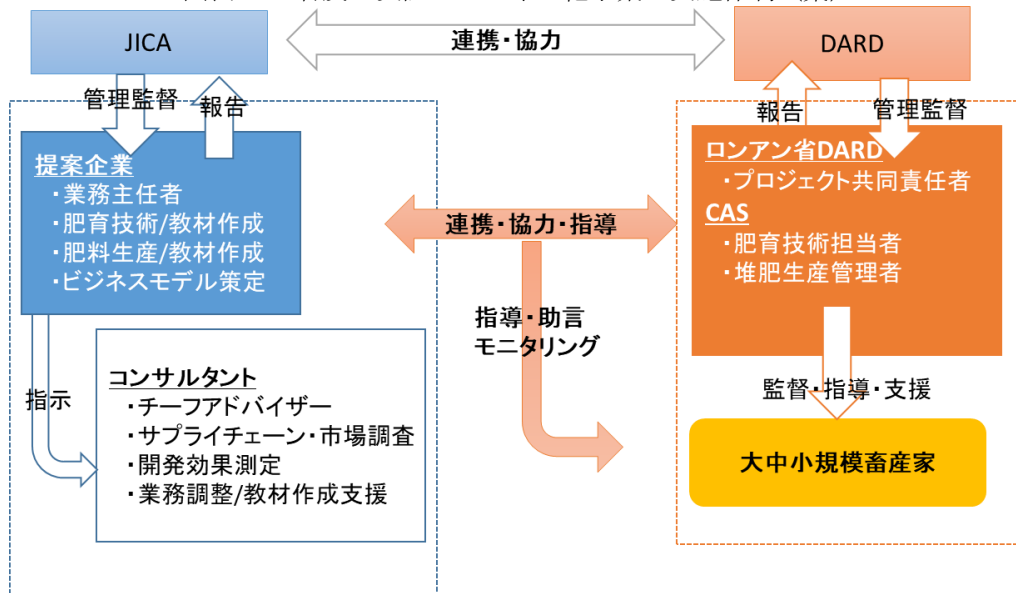 JICA
連携・協力
DARD
管理監督
報告
報告
管理監督
提案企業
・業務主任者
・肥育技術/教材作成
・肥料生産/教材作成
・ビジネスモデル策定
連携・協力・指導
ロンアン省DARD
・プロジェクト共同責任者
CAS
・肥育技術担当者
・堆肥生産管理者
指導・助言
モニタリング
指示
コンサルタント
・チーフアドバイザー
・サプライチェーン・市場調査
・開発効果測定
・業務調整/教材作成支援
監督・指導・支援
大中小規模畜産家